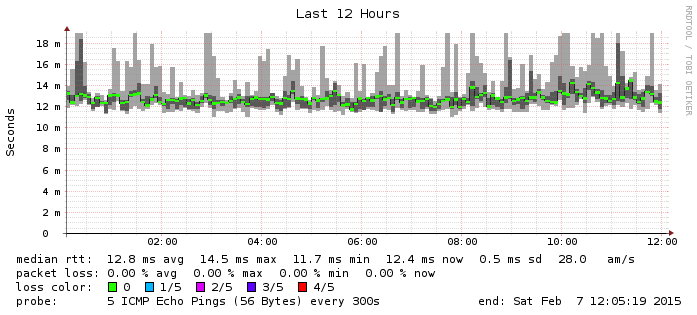 Last 12 Hours
RRDTOOL / TOBI OETIKER
Seconds
18 m
16 m
14 m
12 m
10 m
8 m
6 m
4 m
2 m
0
02:00 04:00 06:00 08:00 10:00 12:00
median rtt: 12.8 ms avg 14.5 ms max 11.7 ms min 12.4 ms now 0.5 ms sd 28.0 am/s
packet loss: 0.00 % avg 0.00 % max 0.00 % min 0.00 % now
loss color: 0 1/5 2/5 3/5 4/5
probe: 5 ICMP Echo Pings (56 Bytes) every 300s end: Sat Feb 7 12:05:19 2015